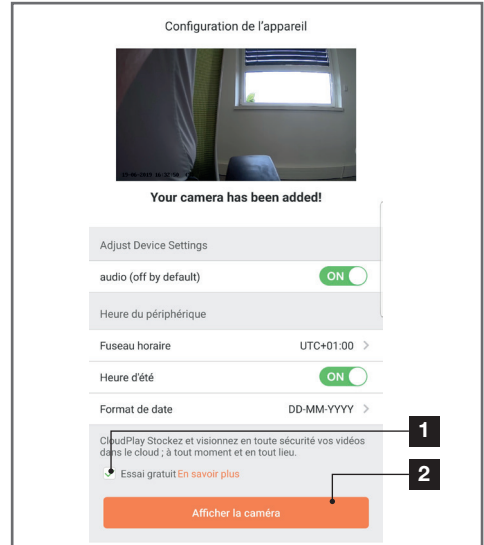 Configuration de l'appareil
Your camera has been added!
Adjust Device Settings
audio (off by default)
ON
Heure du périphérique
Fuseau horaire
UTC+01:00 >
Heure d'été
ON
Format de date
DD-MM-YYYY >
CloudPlay Stockez et visionnez en toute sécurité vos vidéos
dans le cloud ; à tout moment et en tout lieu.
1
Essai gratuit En savoir plus
2
Afficher la caméra